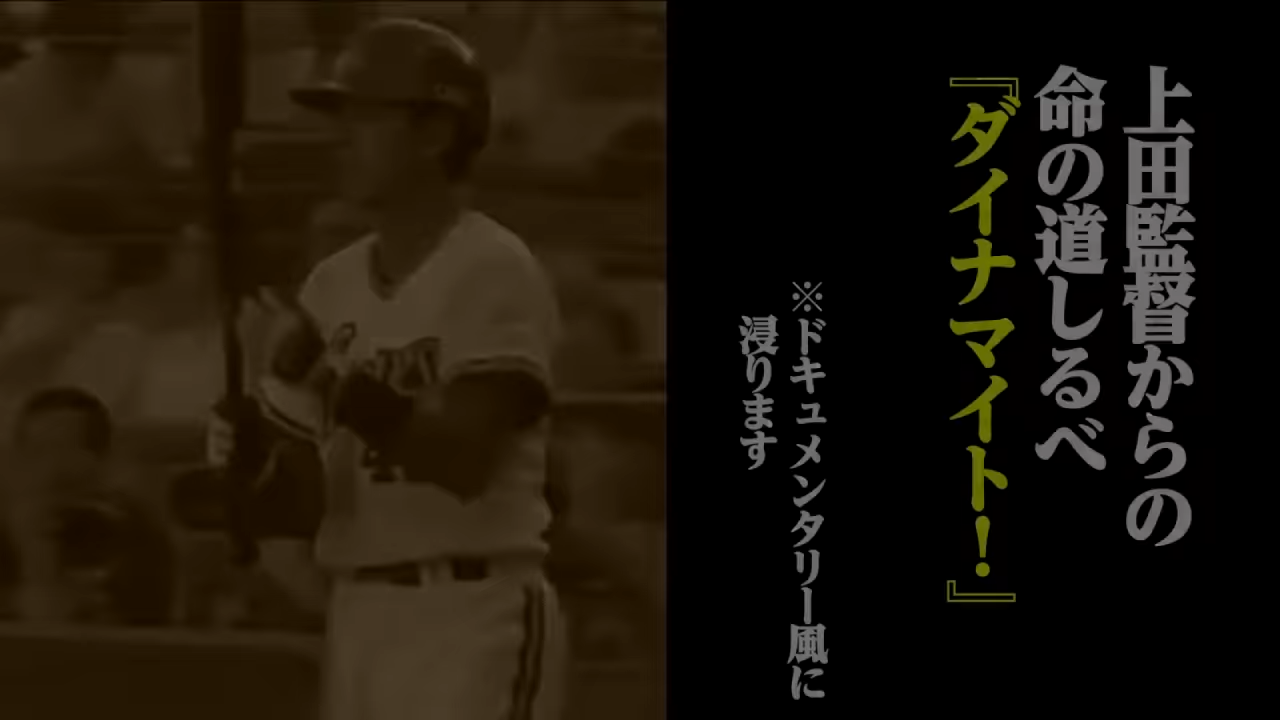 上田監督からの
命の道しるべ
『ダイナマイト！』
※ドキュメンタリー風に
浸ります